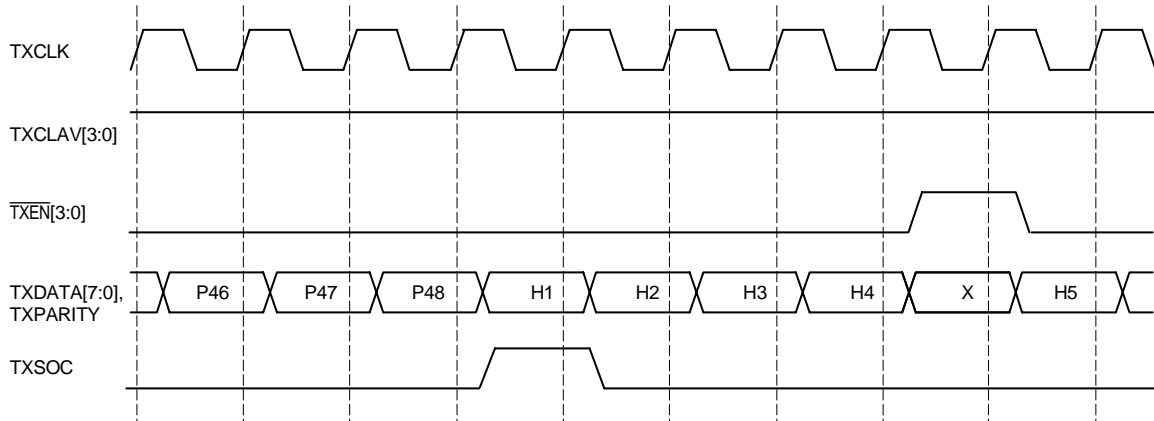 TXCLK
TXCLAV[3:0]
TXEN[3:0]
TXDATA[7:0], P46 P47 P48 H1 H2 H3 H4 X H5
TXPARITY
TXSOC